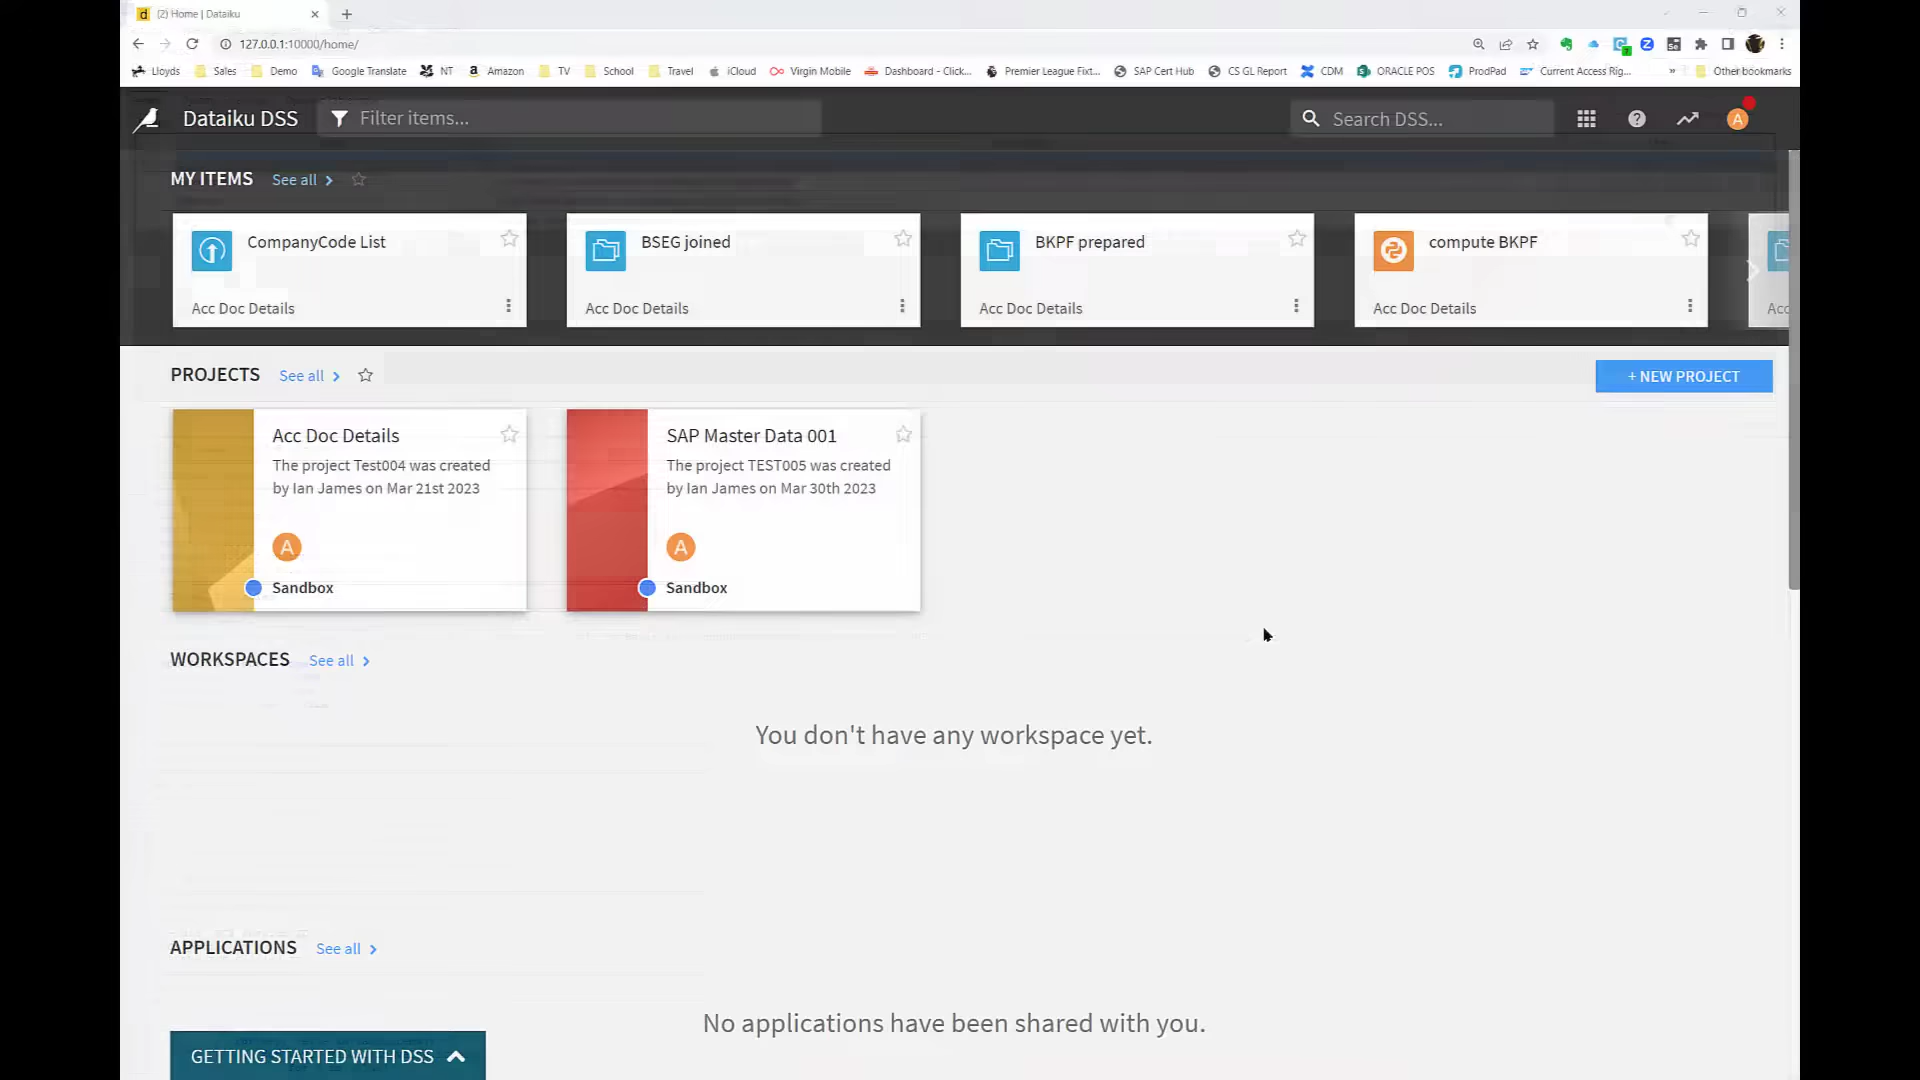 (2) Home | Dataiku
127.0.0.1:10000/home/
Lloyds Sales Demo Google Translate NT Amazon TV School Travel iCloud Virgin Mobile Dashboard - Click... Premier League Fixt... SAP Cert Hub CS GL Report CDM ORACLE POS ProdPad Current Access Rig... » Other bookmarks
Dataiku DSS Filter items... Search DSS... A
MY ITEMS See all
CompanyCode List BSEG joined BKPF prepared compute BKPF
Acc Doc Details Acc Doc Details Acc Doc Details Acc Doc Details Acc
PROJECTS See all + NEW PROJECT
Acc Doc Details
The project Test004 was created
by Ian James on Mar 21st 2023
A
Sandbox
SAP Master Data 001
The project TEST005 was created
by Ian James on Mar 30th 2023
A
Sandbox
WORKSPACES See all
You don't have any workspace yet.
APPLICATIONS See all
No applications have been shared with you.
GETTING STARTED WITH DSS